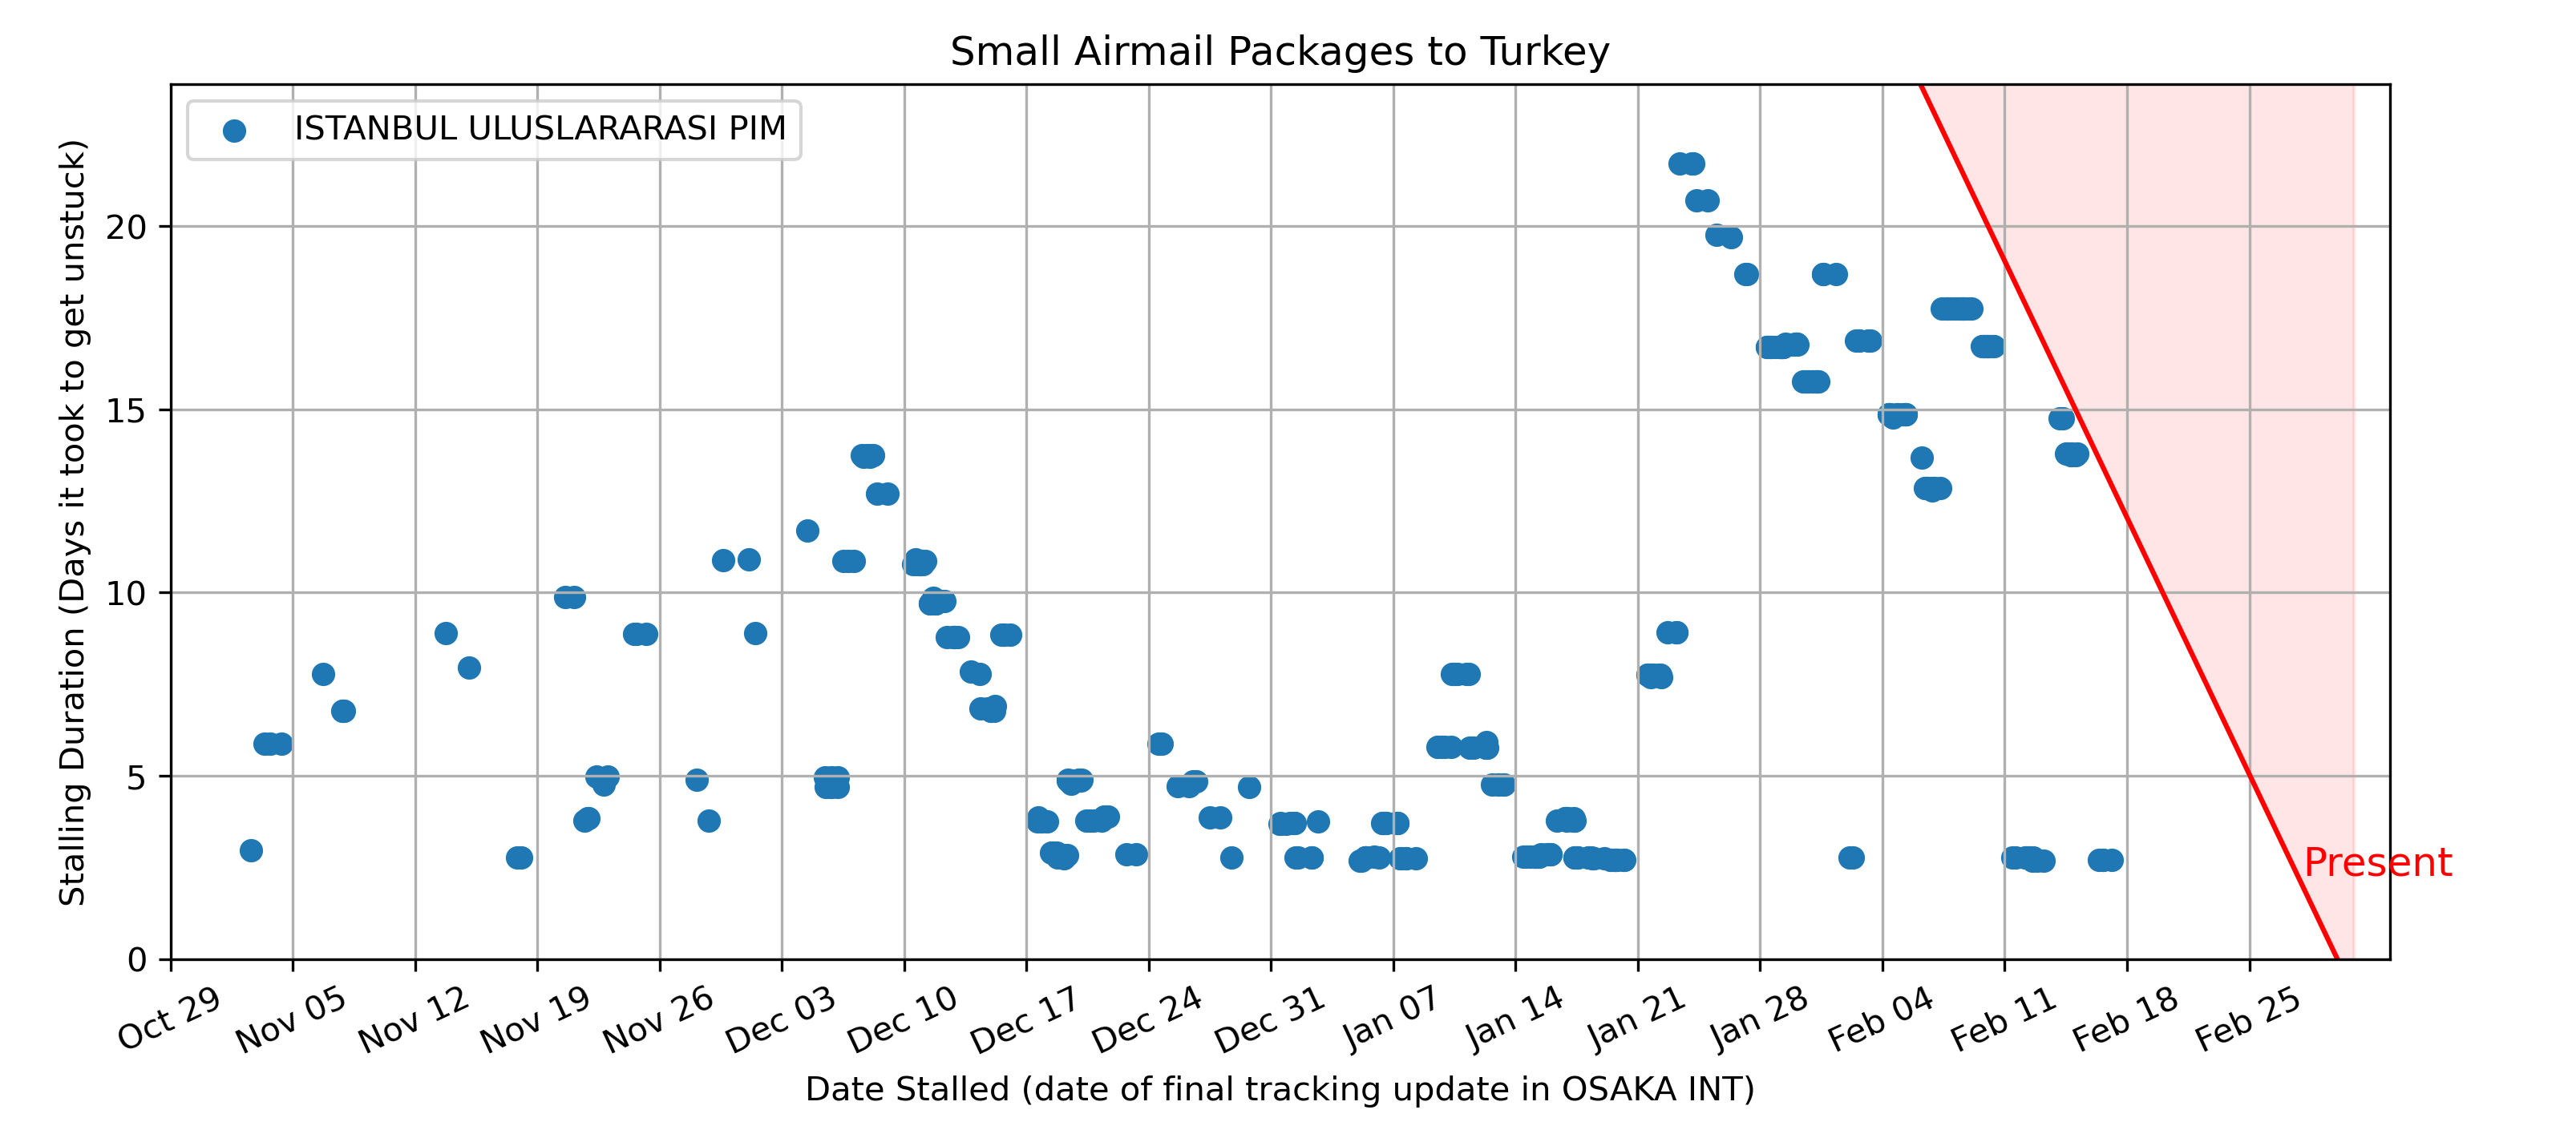 Small Airmail Packages to Turkey
ISTANBUL ULUSLARARASI PIM
Stalling Duration (Days it took to get unstuck)
20
15
10
5
0
Present
Oct 29
Nov 05
Nov 12
Nov 19
Nov 26
Dec 03
Dec 10
Dec 17
Dec 24
Dec 31
Jan 07
Jan 14
Jan 21
Jan 28
Feb 04
Feb 11
Feb 18
Feb 25
Date Stalled (date of final tracking update in OSAKA INT)